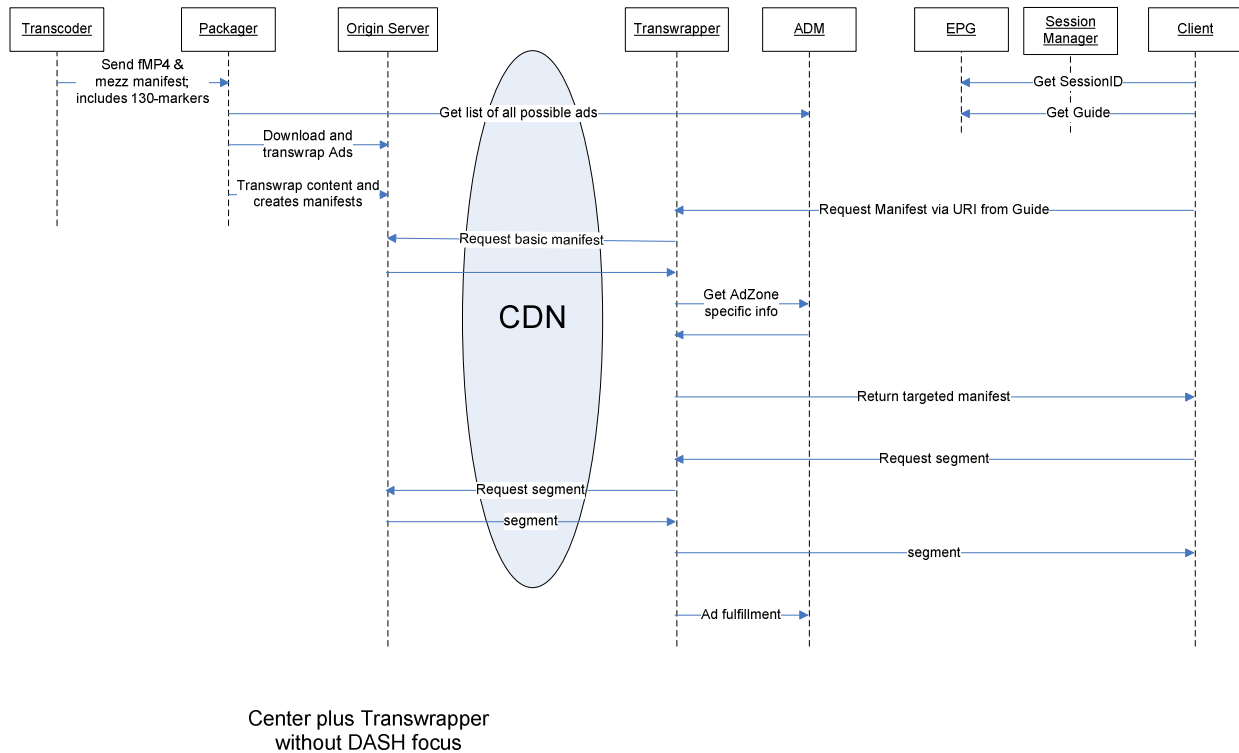 Transcoder
Packager
Origin Server
Transwrapper
ADM
EPG
Session
Manager
Client
Send fMP4 &
mezz manifest;
includes 130-markers
Get SessionID
Get list of all possible ads
Get Guide
Download and
transwrap Ads
Transwrap content and
creates manifests
Request Manifest via URI from Guide
Request basic manifest
Get AdZone
specific info
CDN
Return targeted manifest
Request segment
Request segment
segment
segment
Ad fulfillment
Center plus Transwrapper
without DASH focus